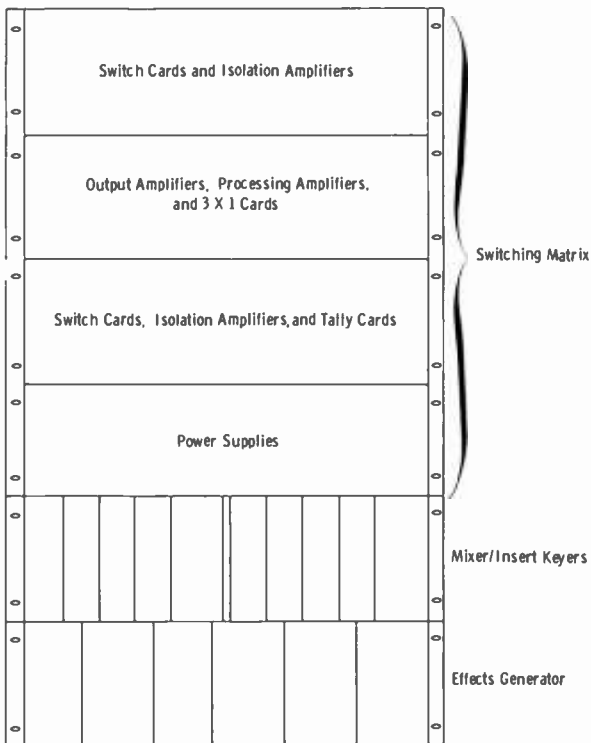 Switch Cards and Isolation Amplifiers
Output Amplifiers, Processing Amplifiers,
and 3 X 1 Cards
Switching Matrix
Switch Cards, Isolation Amplifiers, and Tally Cards
Power Supplies
Mixer/Insert Keyers
Effects Generator